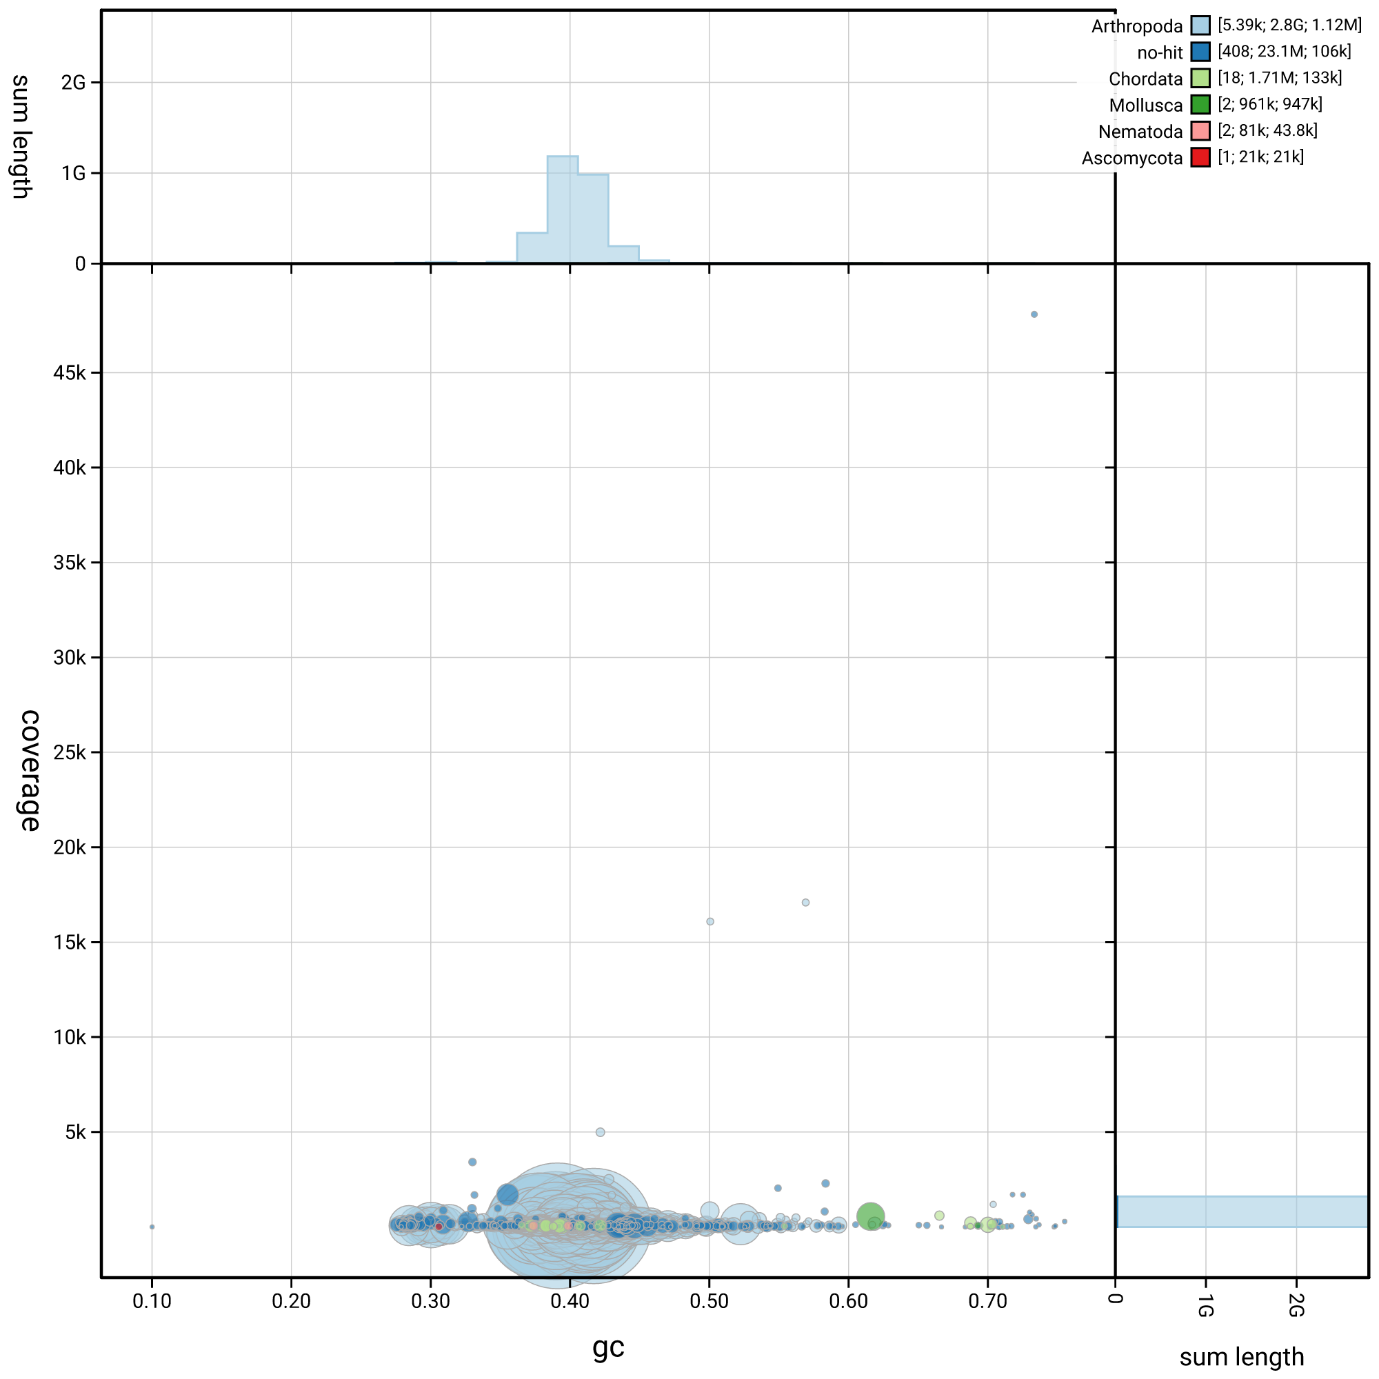 Arthropoda [5.39k; 2.8G; 1.12M]
no-hit [408; 23.1M; 106k]
Chordata [18; 1.71M; 133k]
Mollusca [2; 961k; 947k]
Nematoda [2; 81k; 43.8k]
Ascomycota [1; 21k; 21k]
sum length
2G
1G
0
coverage
45k
40k
35k
30k
25k
20k
15k
10k
5k
0.10 0.20 0.30 0.40 0.50 0.60 0.70
gc
0 1G 2G
sum length